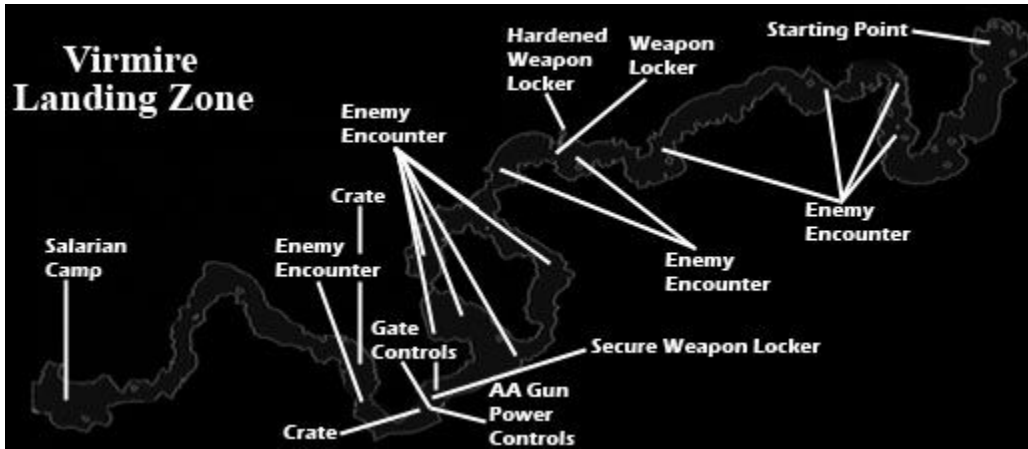 Virmire
Landing Zone
Hardened
Weapon
Locker
Weapon
Locker
Starting Point
Enemy
Encounter
Crate
Salarian
Camp
Enemy
Encounter
Enemy
Encounter
Enemy
Encounter
Gate
Controls
Secure Weapon Locker
AA Gun
Power
Controls
Crate